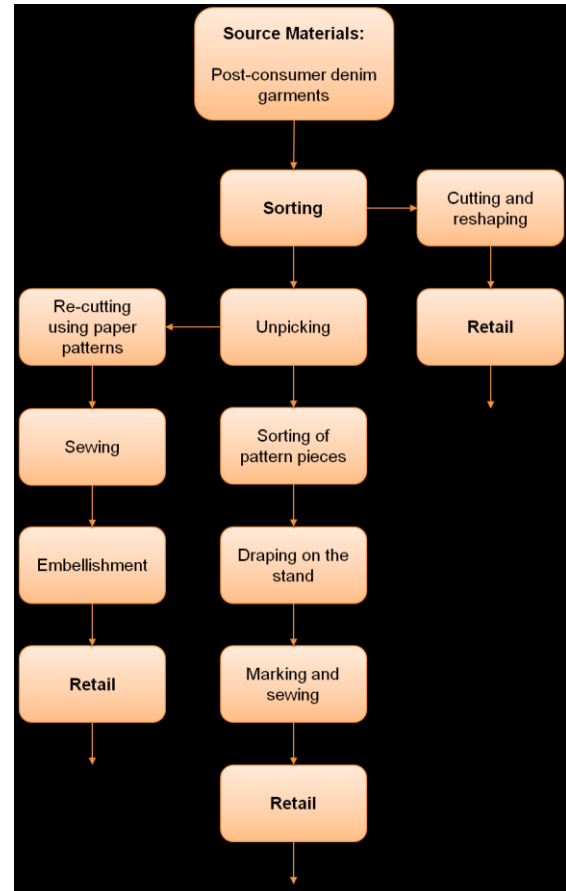 Source Materials:
Post-consumer denim
garments
Sorting
Cutting and
reshaping
Re-cutting
using paper
patterns
Unpicking
Retail
Sewing
Sorting of
pattern pieces
Embellishment
Draping on the
stand
Retail
Marking and
sewing
Retail